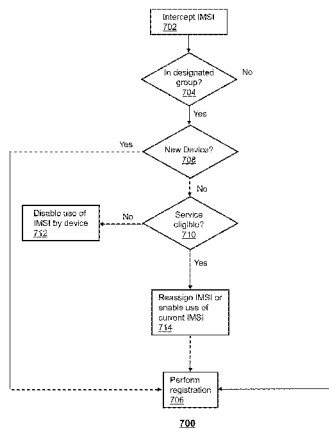 Intercept IMSI
702
In designated
group?
704
No
Yes
New Device?
708
Yes
No
Service
eligible?
710
No
Disable use of
IMSI by device
712
Yes
Reassign IMSI or
enable use of
current IMSI
714
Perform
registration
706
700